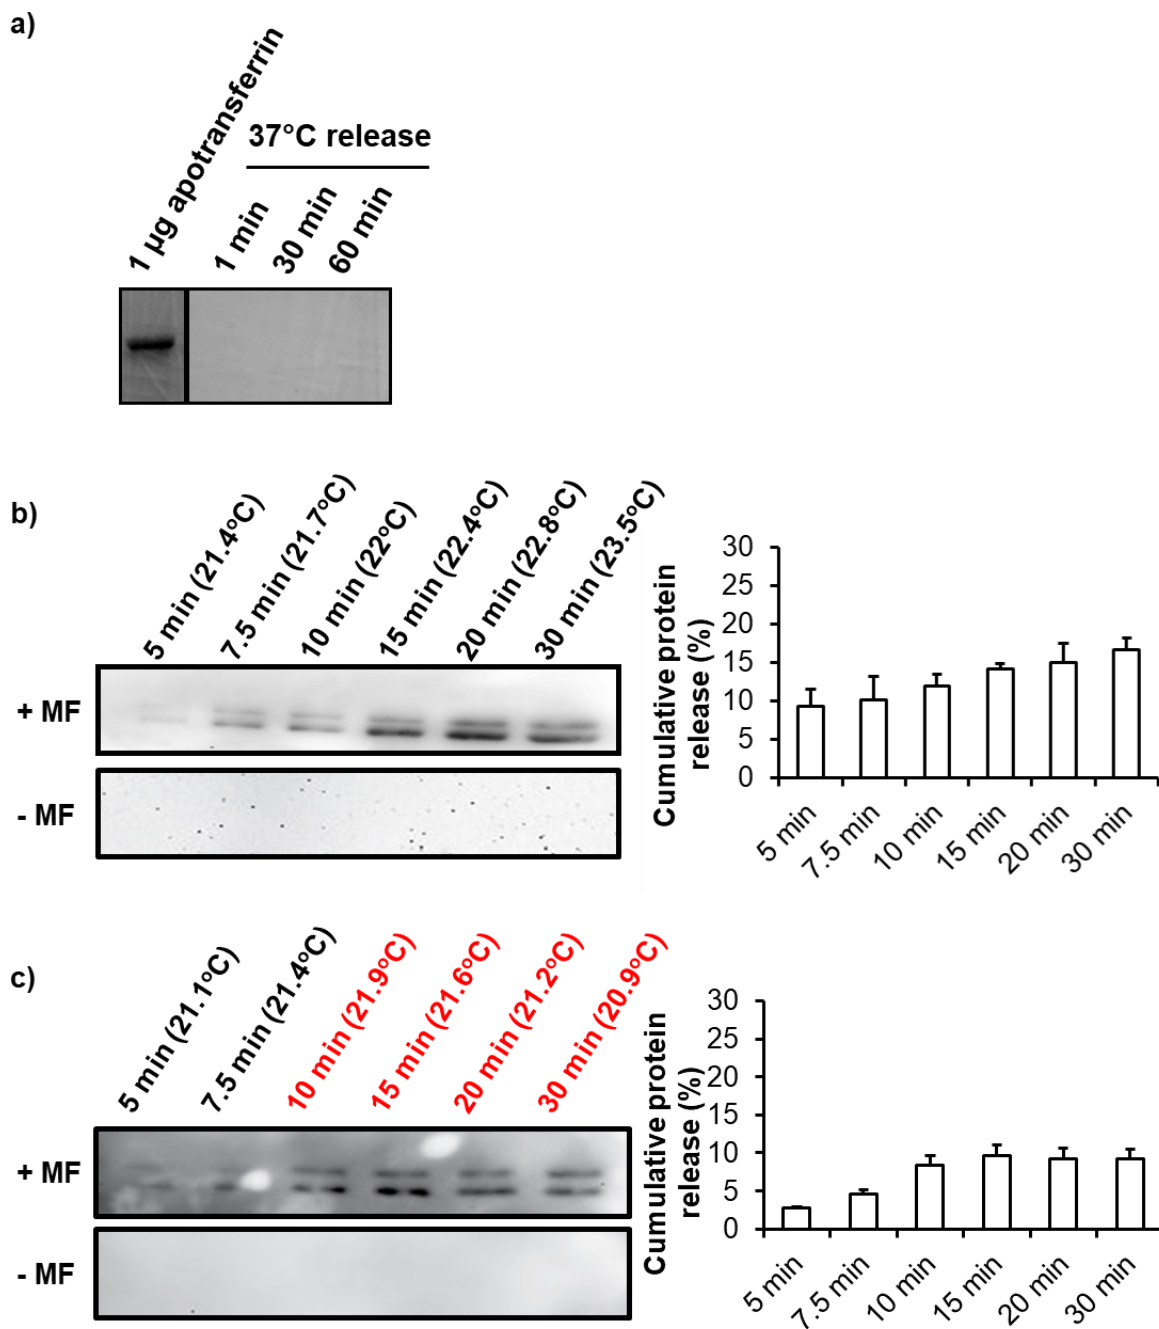 a)
1 µg apotransferrin
37°C release
1 min
30 min
60 min
b)
5 min (21.4°C)
7.5 min (21.7°C)
10 min (22°C)
15 min (22.4°C)
20 min (22.8°C)
30 min (23.5°C)
+ MF
- MF
Cumulative protein
release (%)
30
25
20
15
10
5
0
5 min
7.5 min
10 min
15 min
20 min
30 min
c)
5 min (21.1°C)
7.5 min (21.4°C)
10 min (21.9°C)
15 min (21.6°C)
20 min (21.2°C)
30 min (20.9°C)
+ MF
- MF
Cumulative protein
release (%)
30
25
20
15
10
5
0
5 min
7.5 min
10 min
15 min
20 min
30 min